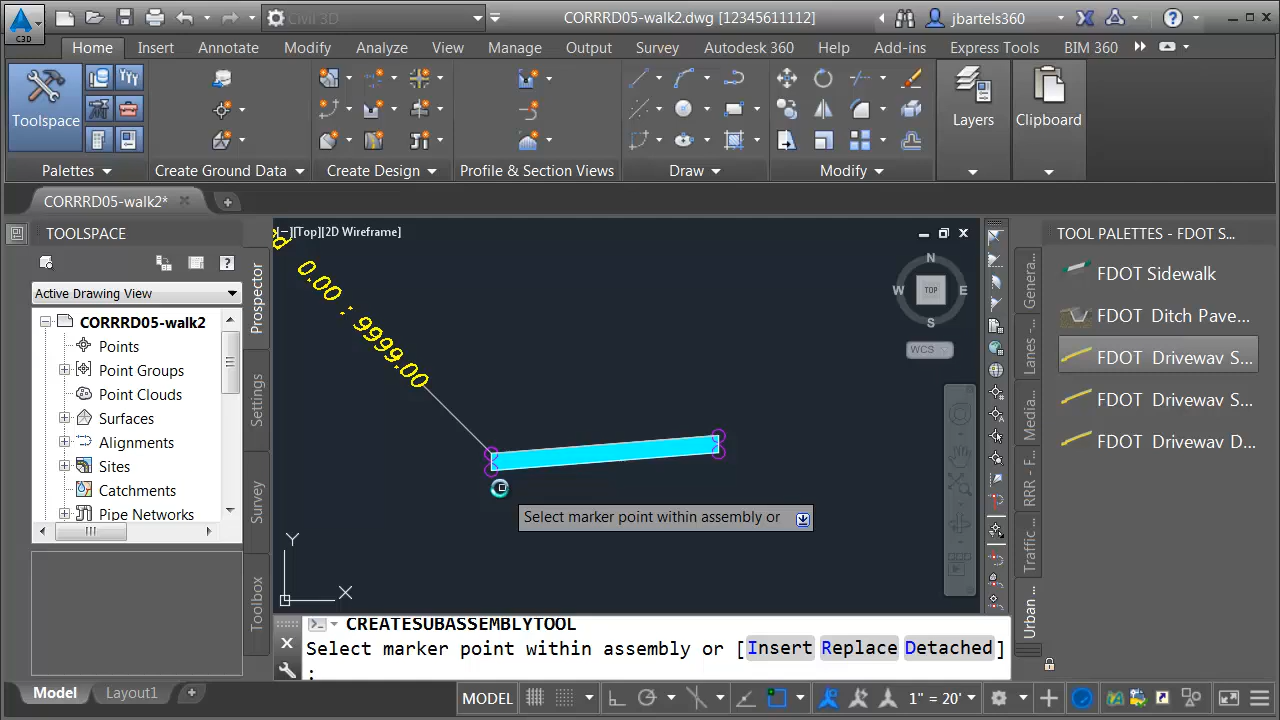 Civil 3D
CORRRD05-walk2.dwg [12345611112]
jbartels360
C3D
Home Insert Annotate Modify Analyze View Manage Output Survey Autodesk 360 Help Add-ins Express Tools BIM 360
Toolspace
Layers
Clipboard
Palettes
Create Ground Data
Create Design
Profile & Section Views
Draw
Modify
CORRRD05-walk2*
TOOLSPACE
Active Drawing View
CORRRD05-walk2
Points
Point Groups
Point Clouds
Surfaces
Alignments
Sites
Catchments
Pipe Networks
Prospector
Settings
Survey
Toolbox
[−][Top][2D Wireframe]
0.00 : 9999.00
N
W TOP E
S
WCS
Select marker point within assembly or
Y
X
TOOL PALETTES - FDOT S...
FDOT Sidewalk
FDOT Ditch Pave...
FDOT Driveway S...
FDOT Driveway S...
FDOT Driveway D...
Genera...
Lanes -...
Media...
RRR - F...
Traffic ...
Urban ...
CREATESUBASSEMBLYTOOL
Select marker point within assembly or [Insert Replace Detached]
:
Model Layout1
MODEL
1" = 20'